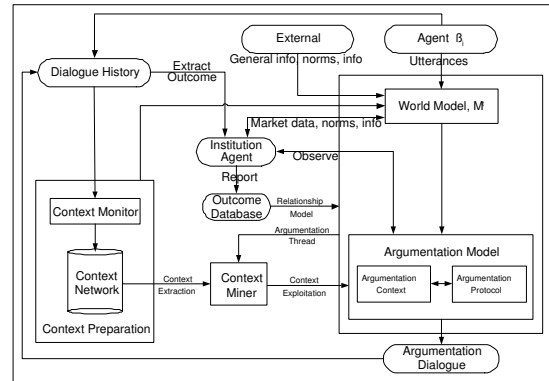 External
Agent ß i
General info, norms, info
Utterances
Dialogue History
Extract
Outcome
World Model, M
Market data, norms, info
Institution
Agent
Observe
Report
Outcome
Database
Relationship
Model
Argumentation
Thread
Context Monitor
Context
Network
Context Preparation
Context
Extraction
Context
Miner
Context
Exploitation
Argumentation Model
Argumentation
Context
Argumentation
Protocol
Argumentation
Dialogue